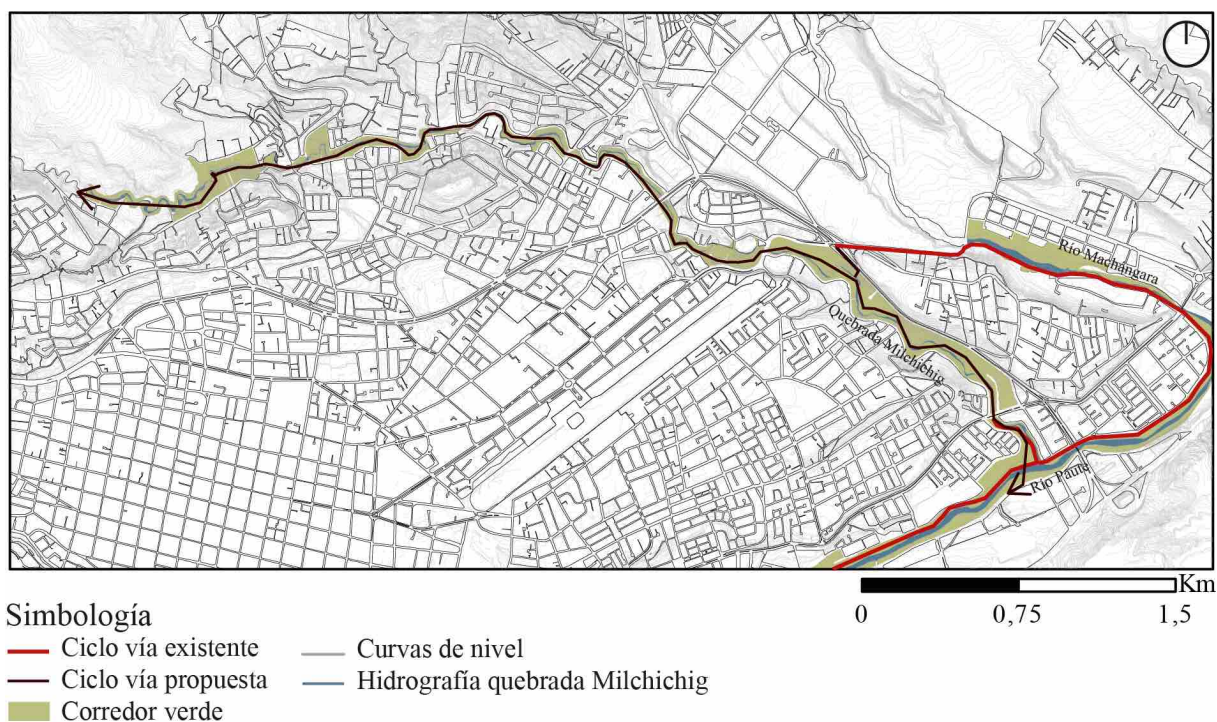 Río Machángara
Quebrada Milchichig
Río Paute
Km
0 0,75 1,5
Simbología
Ciclo vía existente
Curvas de nivel
Ciclo vía propuesta
Hidrografía quebrada Milchichig
Corredor verde